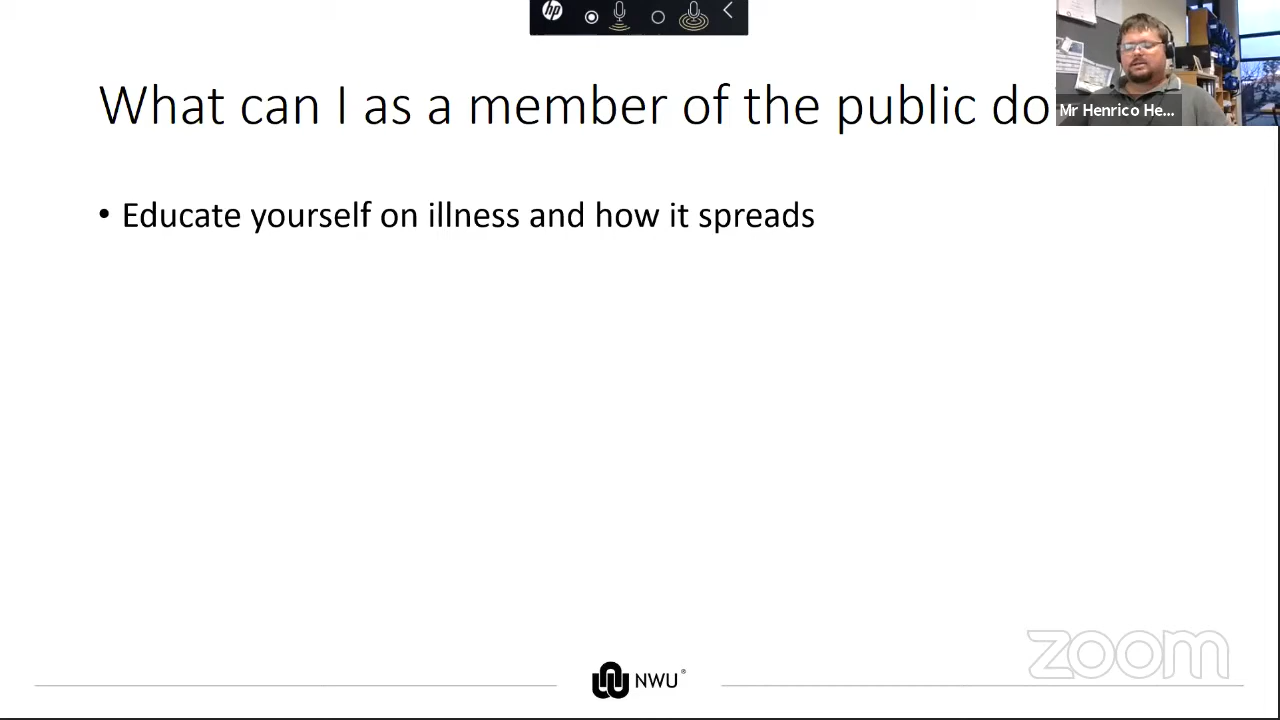 hp
What can I as a member of the public do
Mr Henrico He...
• Educate yourself on illness and how it spreads
zoom
NWU®